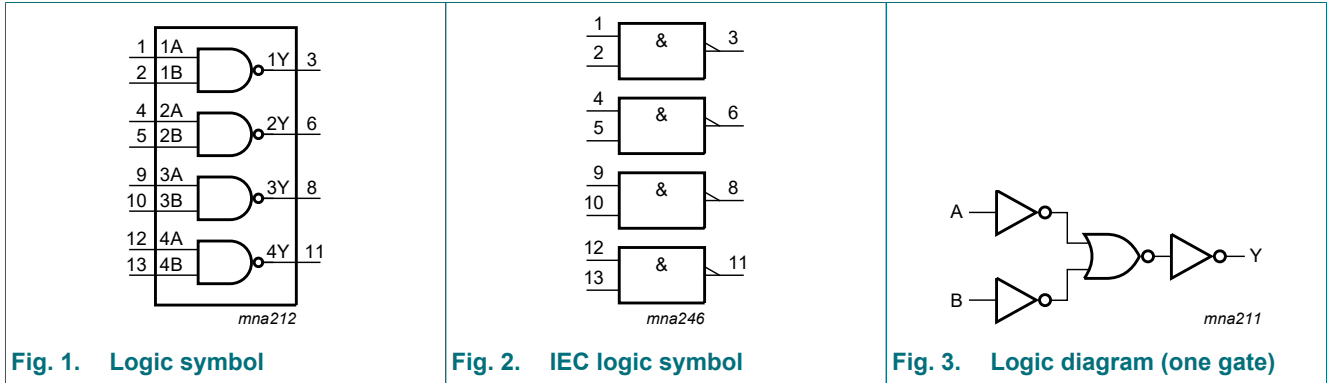 1 1A
2 1B
1Y 3
4 2A
5 2B
2Y 6
9 3A
10 3B
3Y 8
12 4A
13 4B
4Y 11
mna212
Fig. 1. Logic symbol
1
2
&
3
4
5
&
6
9
10
&
8
12
13
&
11
mna246
Fig. 2. IEC logic symbol
A
B
Y
mna211
Fig. 3. Logic diagram (one gate)